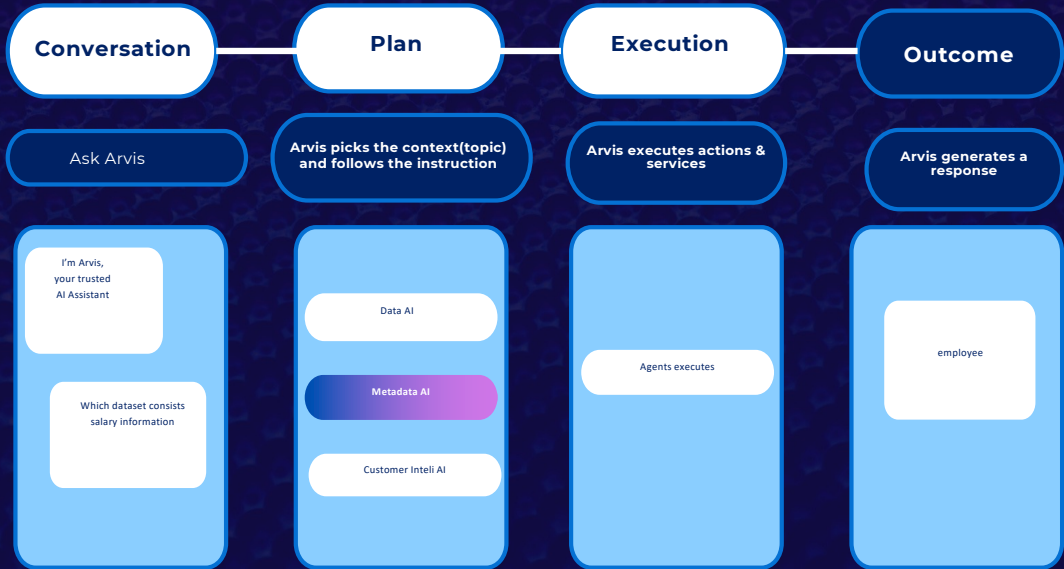 Conversation
Plan
Execution
Outcome
Ask Arvis
Arvis picks the context(topic)
and follows the instruction
Arvis executes actions &
services
Arvis generates a
response
I'm Arvis,
your trusted
AI Assistant
Which dataset consists
salary information
Data AI
Metadata AI
Customer Inteli AI
Agents executes
employee